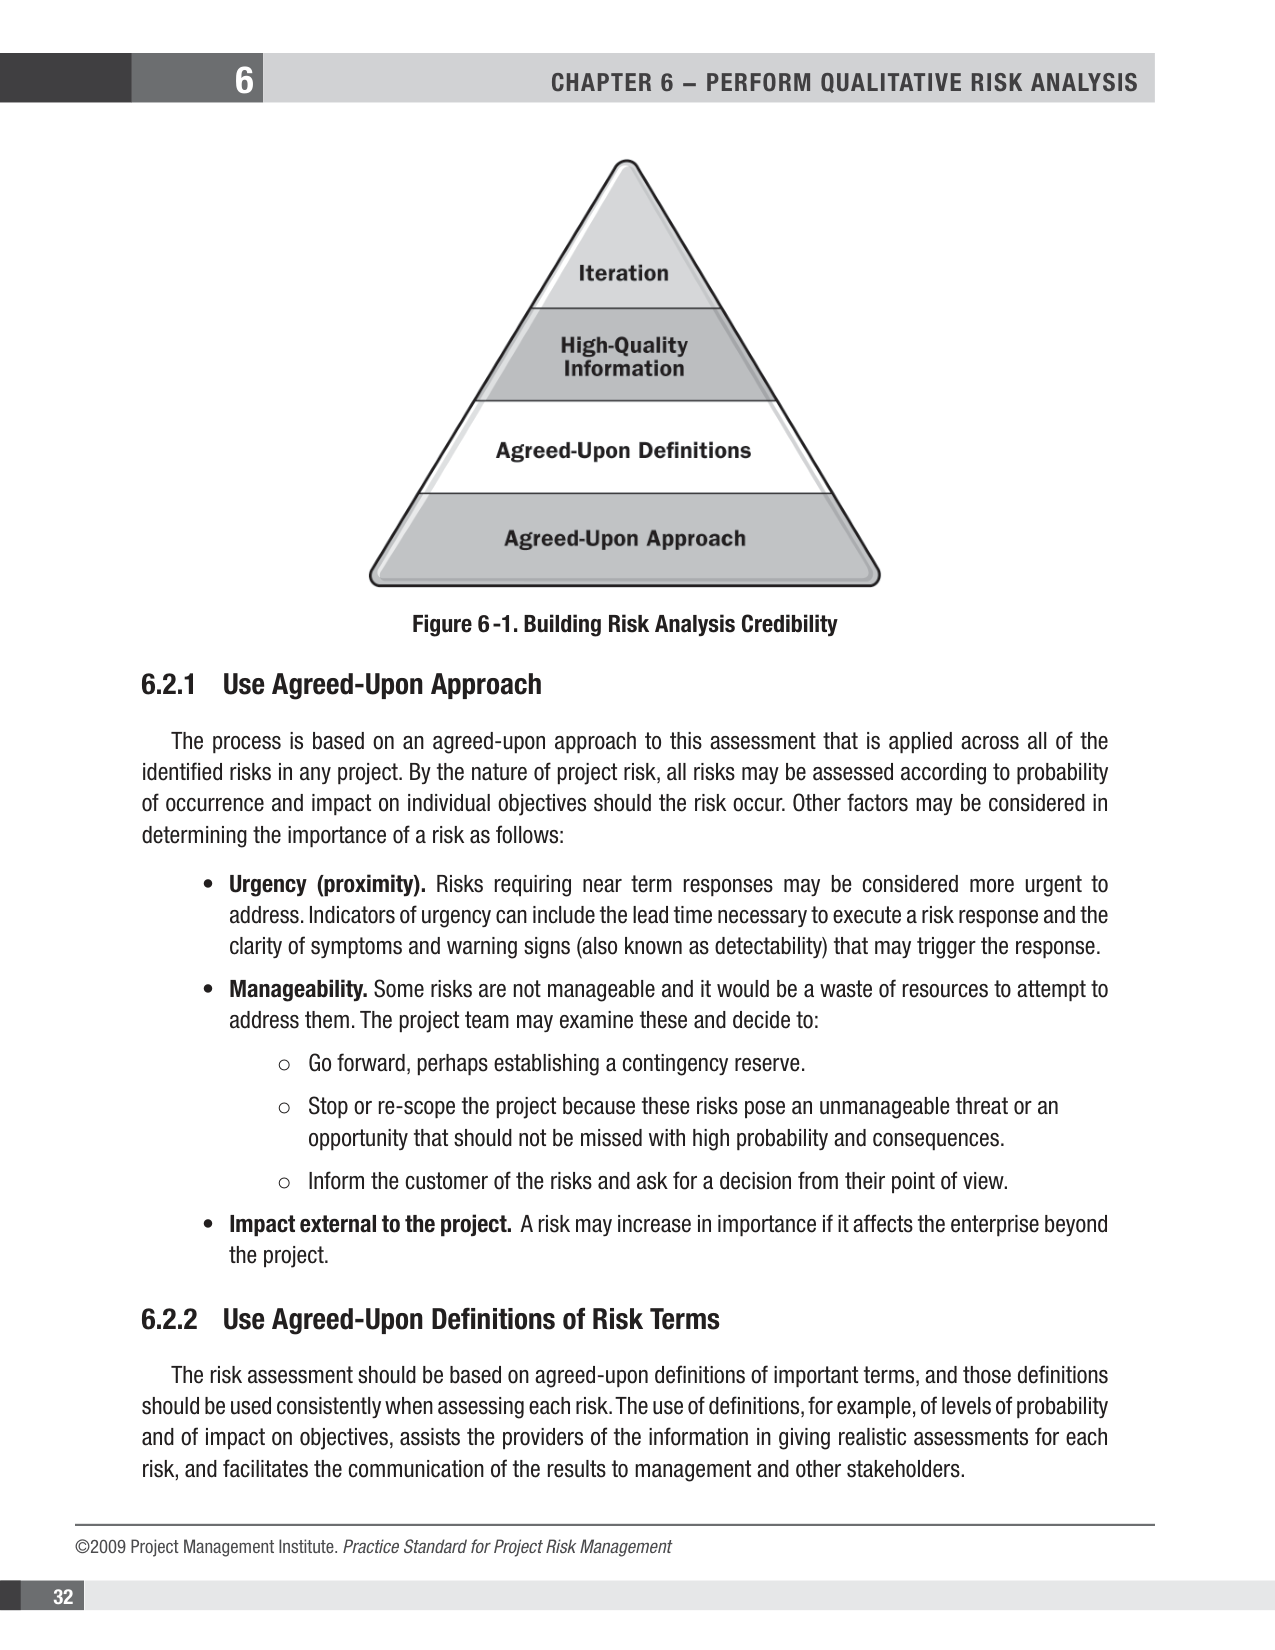 6
CHAPTER 6 – PERFORM QUALITATIVE RISK ANALYSIS
Iteration
High-Quality
Information
Agreed-Upon Definitions
Agreed-Upon Approach
Figure 6-1. Building Risk Analysis Credibility
6.2.1 Use Agreed-Upon Approach
The process is based on an agreed-upon approach to this assessment that is applied across all of the
identified risks in any project. By the nature of project risk, all risks may be assessed according to probability
of occurrence and impact on individual objectives should the risk occur. Other factors may be considered in
determining the importance of a risk as follows:
• Urgency (proximity). Risks requiring near term responses may be considered more urgent to
address. Indicators of urgency can include the lead time necessary to execute a risk response and the
clarity of symptoms and warning signs (also known as detectability) that may trigger the response.
• Manageability. Some risks are not manageable and it would be a waste of resources to attempt to
address them. The project team may examine these and decide to:
○ Go forward, perhaps establishing a contingency reserve.
○ Stop or re-scope the project because these risks pose an unmanageable threat or an
opportunity that should not be missed with high probability and consequences.
○ Inform the customer of the risks and ask for a decision from their point of view.
• Impact external to the project. A risk may increase in importance if it affects the enterprise beyond
the project.
6.2.2 Use Agreed-Upon Definitions of Risk Terms
The risk assessment should be based on agreed-upon definitions of important terms, and those definitions
should be used consistently when assessing each risk. The use of definitions, for example, of levels of probability
and of impact on objectives, assists the providers of the information in giving realistic assessments for each
risk, and facilitates the communication of the results to management and other stakeholders.
©2009 Project Management Institute. Practice Standard for Project Risk Management
32